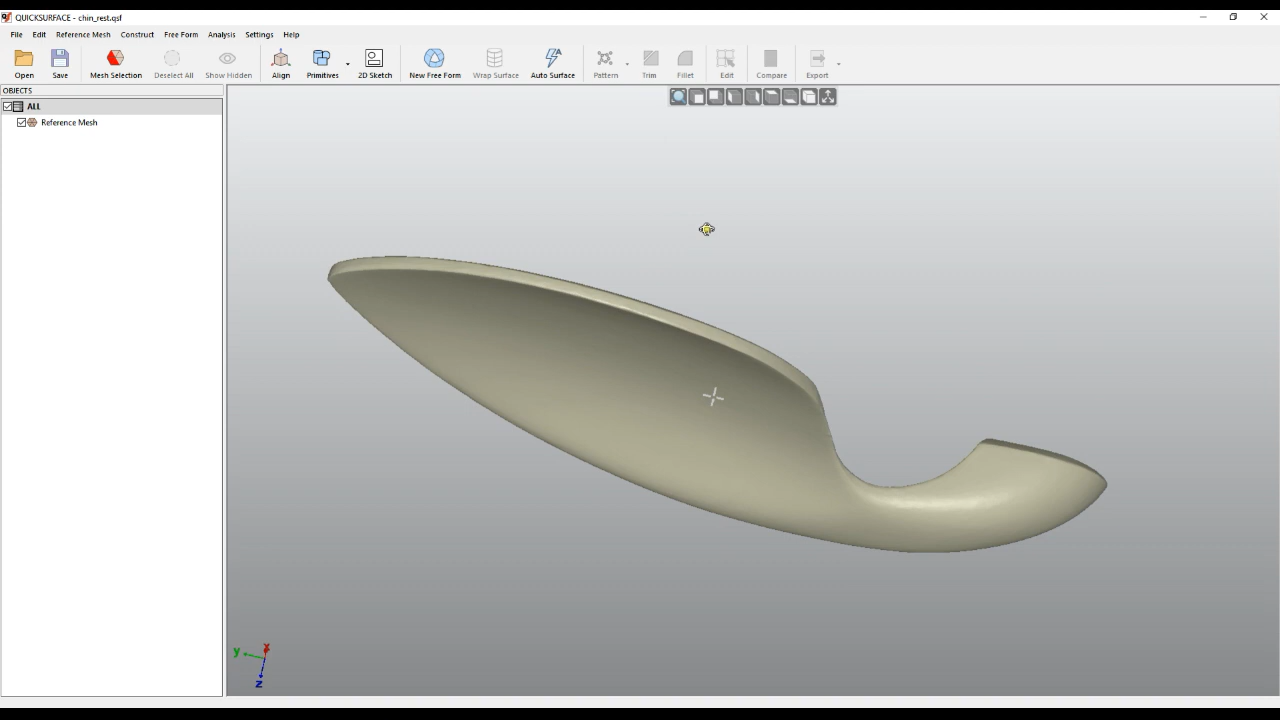 QUICKSURFACE - chin_rest.qsf
File Edit Reference Mesh Construct Free Form Analysis Settings Help
Open Save Mesh Selection Deselect All Show Hidden Align Primitives 2D Sketch New Free Form Wrap Surface Auto Surface Pattern Trim Fillet Edit Compare Export
OBJECTS
ALL
Reference Mesh
x
y
z